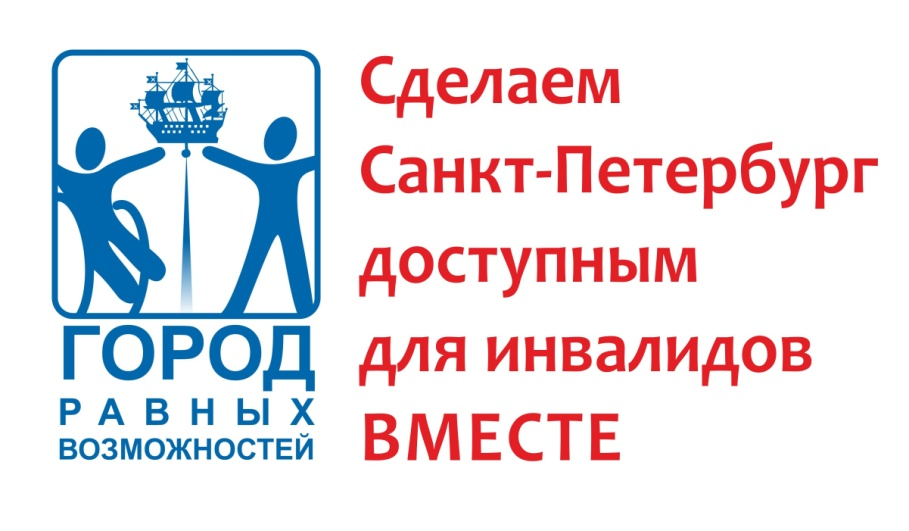 ГОРОД
РАВНЫХ
ВОЗМОЖНОСТЕЙ
Сделаем
Санкт-Петербург
доступным
для инвалидов
ВМЕСТЕ